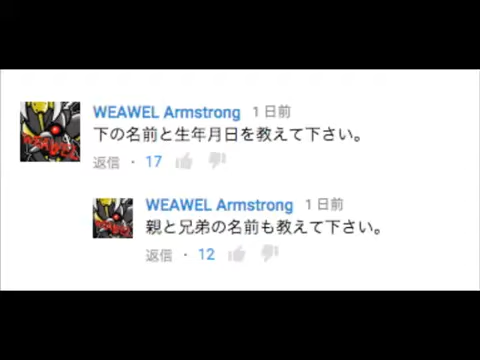 WEAWEL Armstrong 1日前
下の名前と生年月日を教えて下さい。
返信 · 17
WEAWEL Armstrong 1日前
親と兄弟の名前も教えて下さい。
返信 · 12